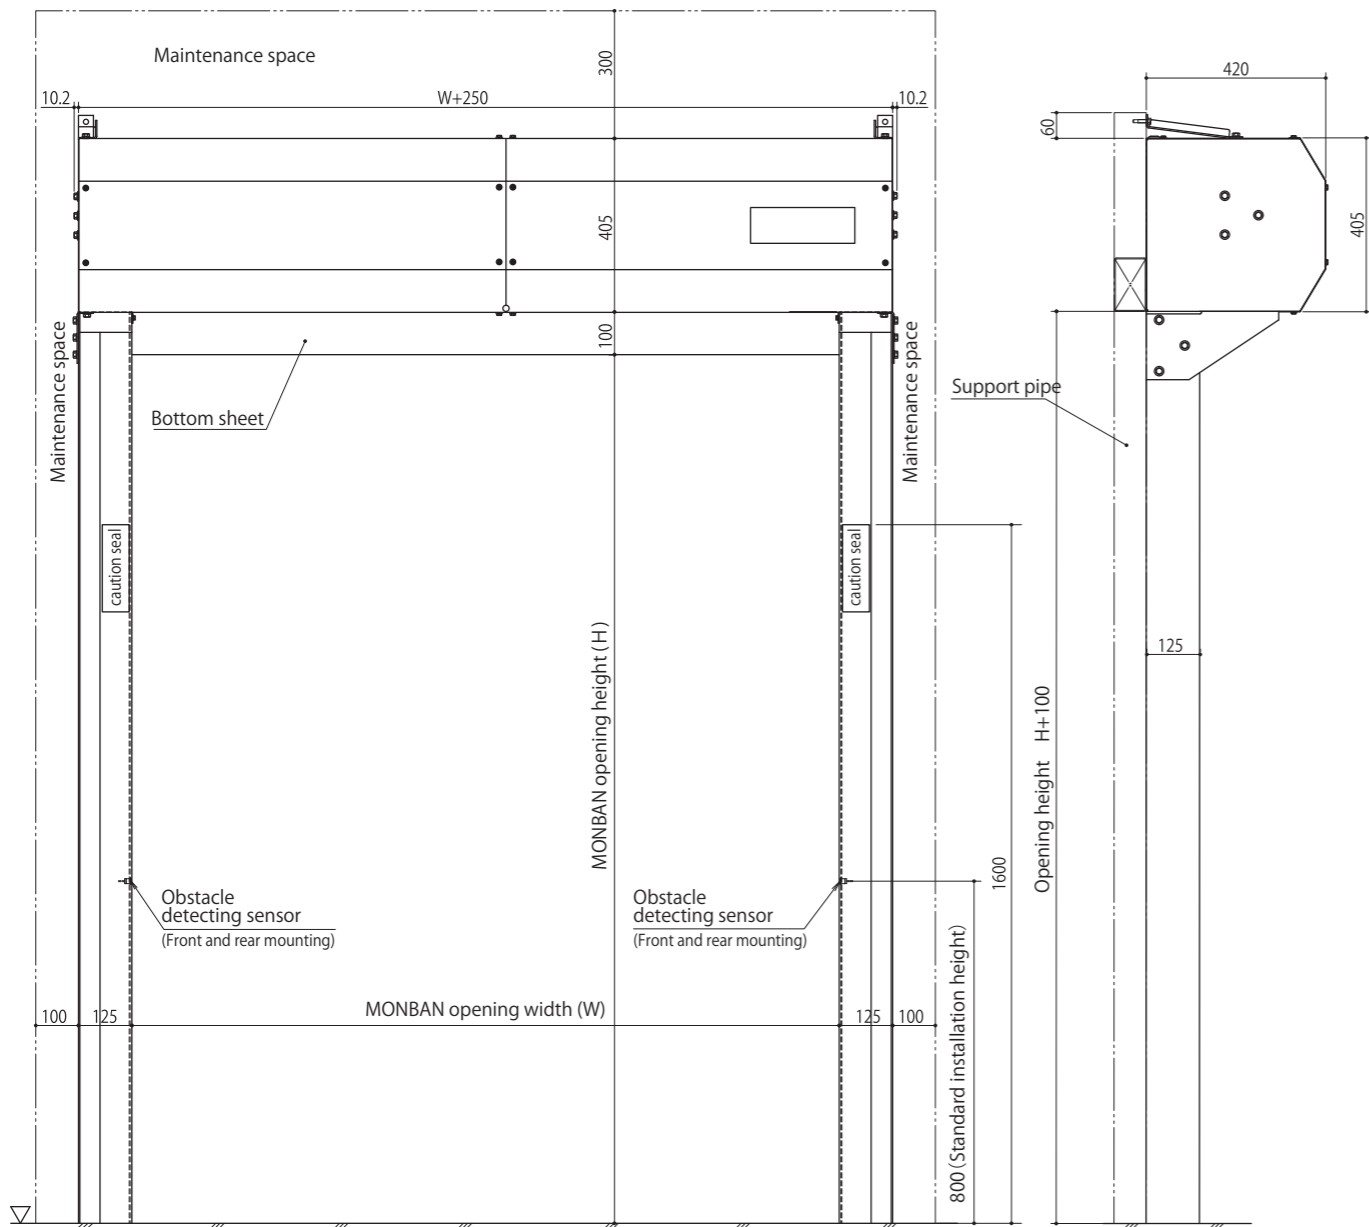 Maintenance space
300
420
10.2
W+250
10.2
60
405
405
Maintenance space
100
Maintenance space
Bottom sheet
Support pipe
caution seal
caution seal
MONBAN opening height (H)
125
Opening height H+100
1600
Obstacle
detecting sensor
(Front and rear mounting)
Obstacle
detecting sensor
(Front and rear mounting)
800 (Standard installation height)
100
125
MONBAN opening width (W)
125
100